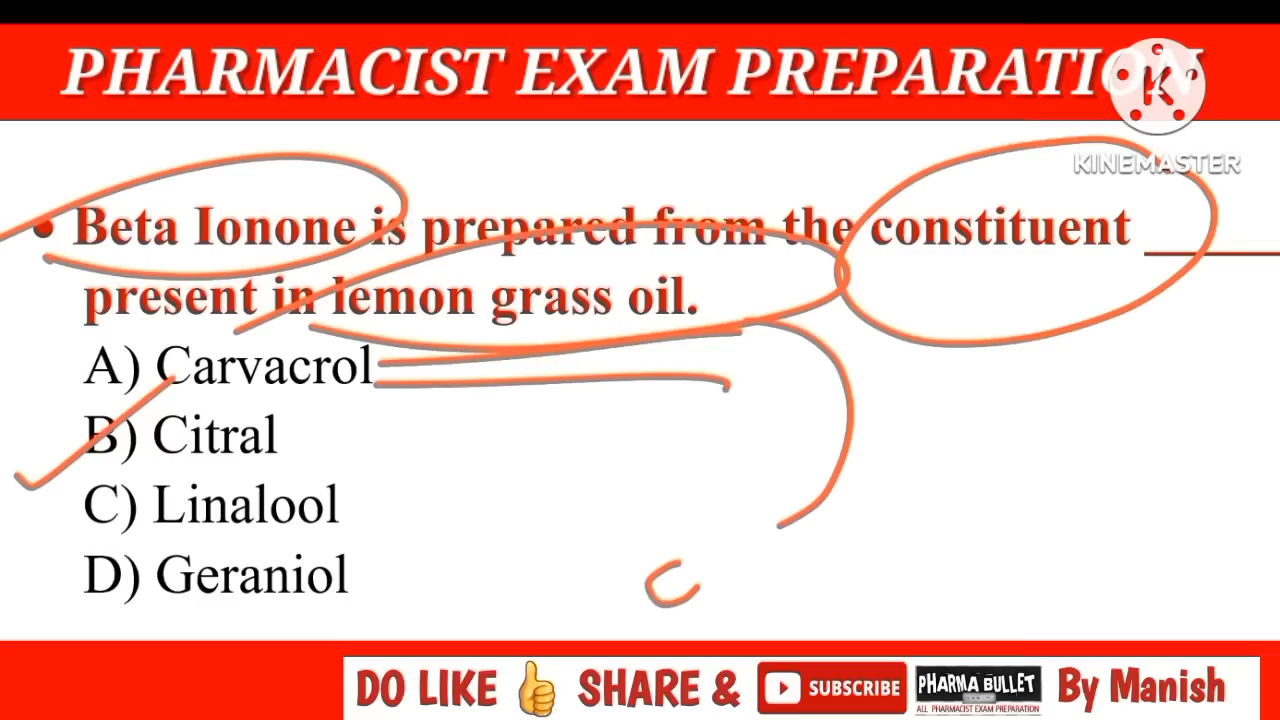 PHARMACIST EXAM PREPARATION
K
KINEMASTER
• Beta Ionone is prepared from the constituent ______
present in lemon grass oil.
A) Carvacrol
B) Citral
C) Linalool
D) Geraniol
C
DO LIKE 👍 SHARE & SUBSCRIBE PHARMA BULLET By Manish
ALL PHARMACIST EXAM PREPARATION